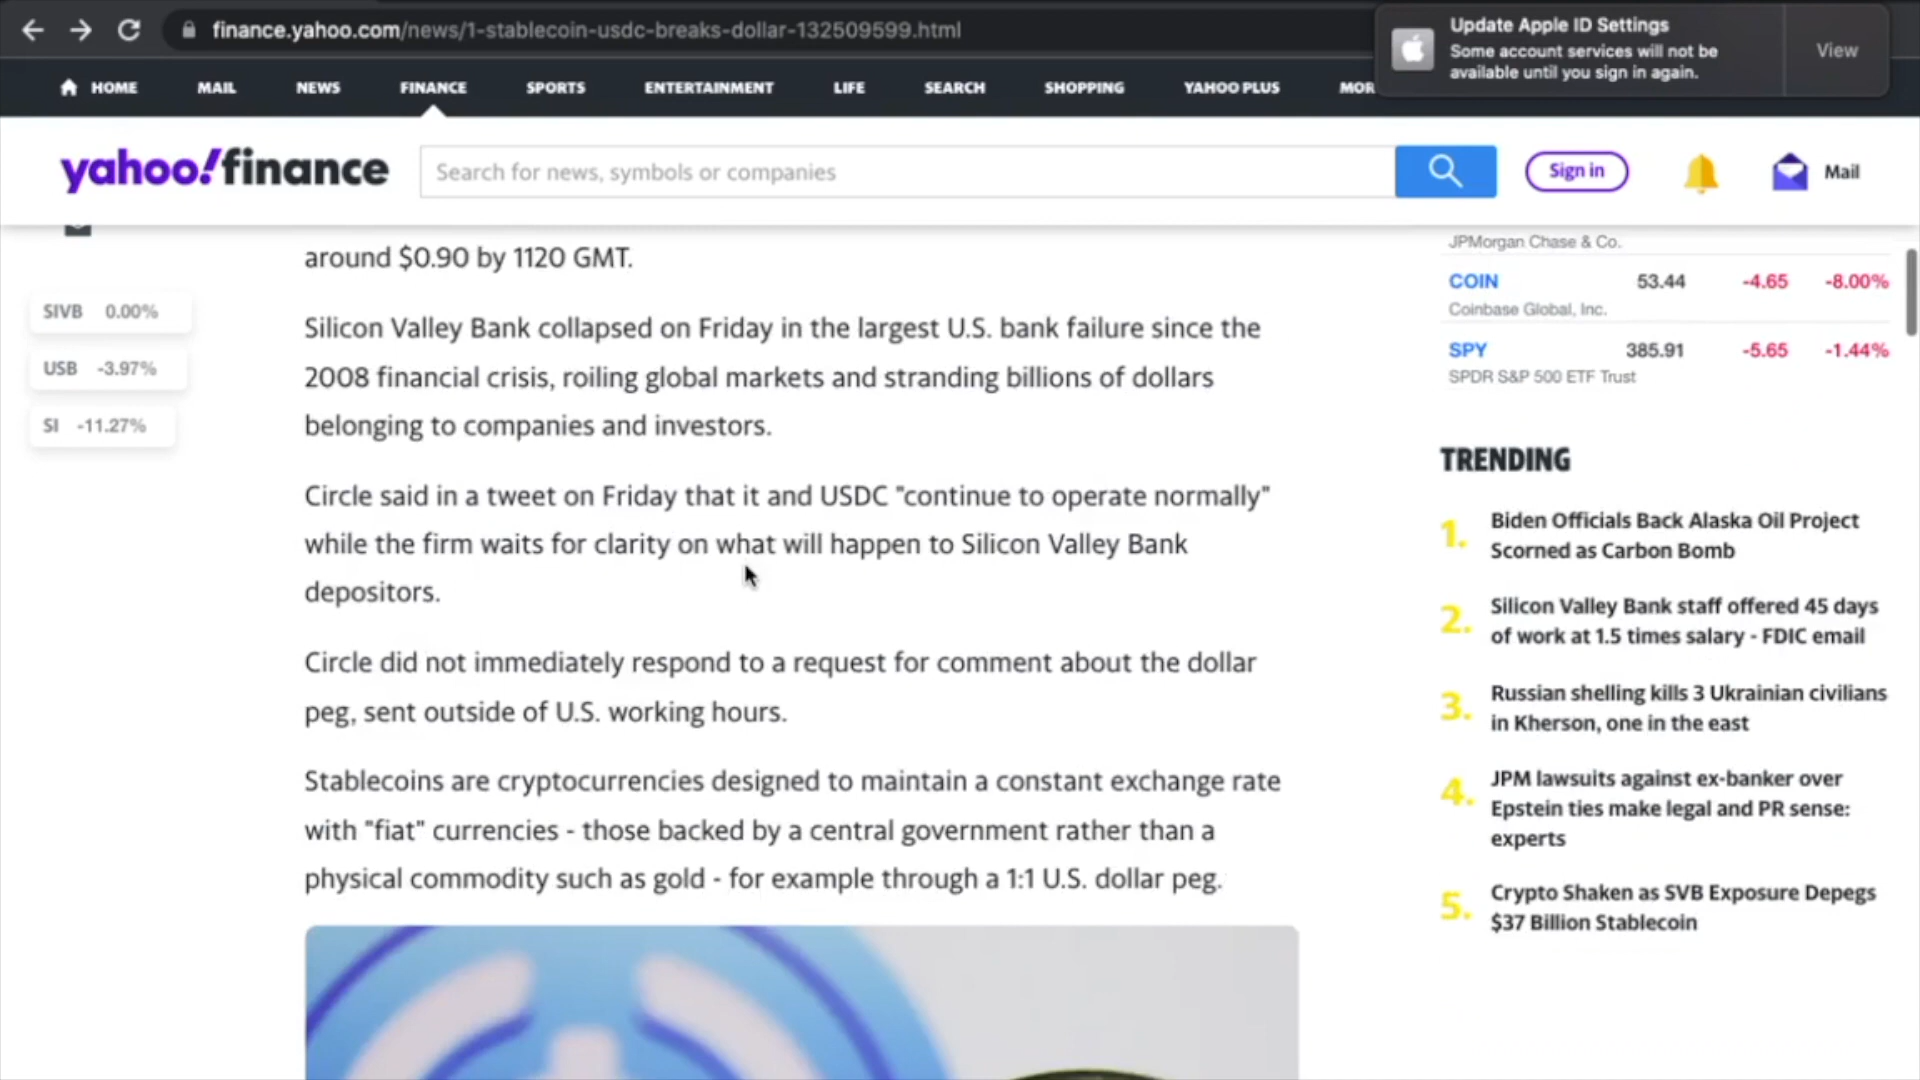 finance.yahoo.com/news/1-stablecoin-usdc-breaks-dollar-132509599.html
Update Apple ID Settings
Some account services will not be
available until you sign in again.
View
HOME MAIL NEWS FINANCE SPORTS ENTERTAINMENT LIFE SEARCH SHOPPING YAHOO PLUS MOR
yahoo!finance
Search for news, symbols or companies
Sign in
Mail
around $0.90 by 1120 GMT.
Silicon Valley Bank collapsed on Friday in the largest U.S. bank failure since the
2008 financial crisis, roiling global markets and stranding billions of dollars
belonging to companies and investors.
Circle said in a tweet on Friday that it and USDC "continue to operate normally"
while the firm waits for clarity on what will happen to Silicon Valley Bank
depositors.
Circle did not immediately respond to a request for comment about the dollar
peg, sent outside of U.S. working hours.
Stablecoins are cryptocurrencies designed to maintain a constant exchange rate
with "fiat" currencies - those backed by a central government rather than a
physical commodity such as gold - for example through a 1:1 U.S. dollar peg.
SIVB 0.00%
USB -3.97%
SI -11.27%
JPMorgan Chase & Co.
COIN 53.44 -4.65 -8.00%
Coinbase Global, Inc.
SPY 385.91 -5.65 -1.44%
SPDR S&P 500 ETF Trust
TRENDING
1. Biden Officials Back Alaska Oil Project
Scorned as Carbon Bomb
2. Silicon Valley Bank staff offered 45 days
of work at 1.5 times salary - FDIC email
3. Russian shelling kills 3 Ukrainian civilians
in Kherson, one in the east
4. JPM lawsuits against ex-banker over
Epstein ties make legal and PR sense:
experts
5. Crypto Shaken as SVB Exposure Depegs
$37 Billion Stablecoin